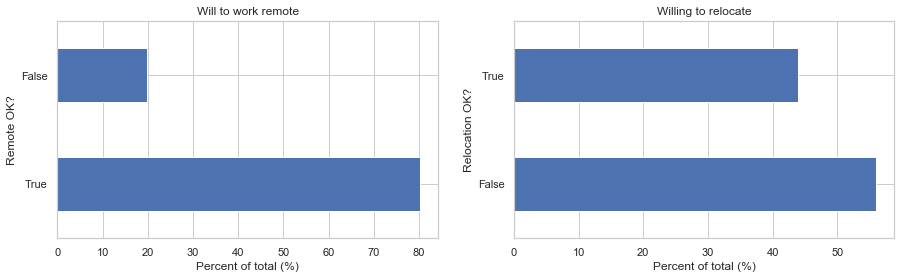 Will to work remote
Remote OK?
False
True
0 10 20 30 40 50 60 70 80
Percent of total (%)
Willing to relocate
Relocation OK?
True
False
0 10 20 30 40 50
Percent of total (%)